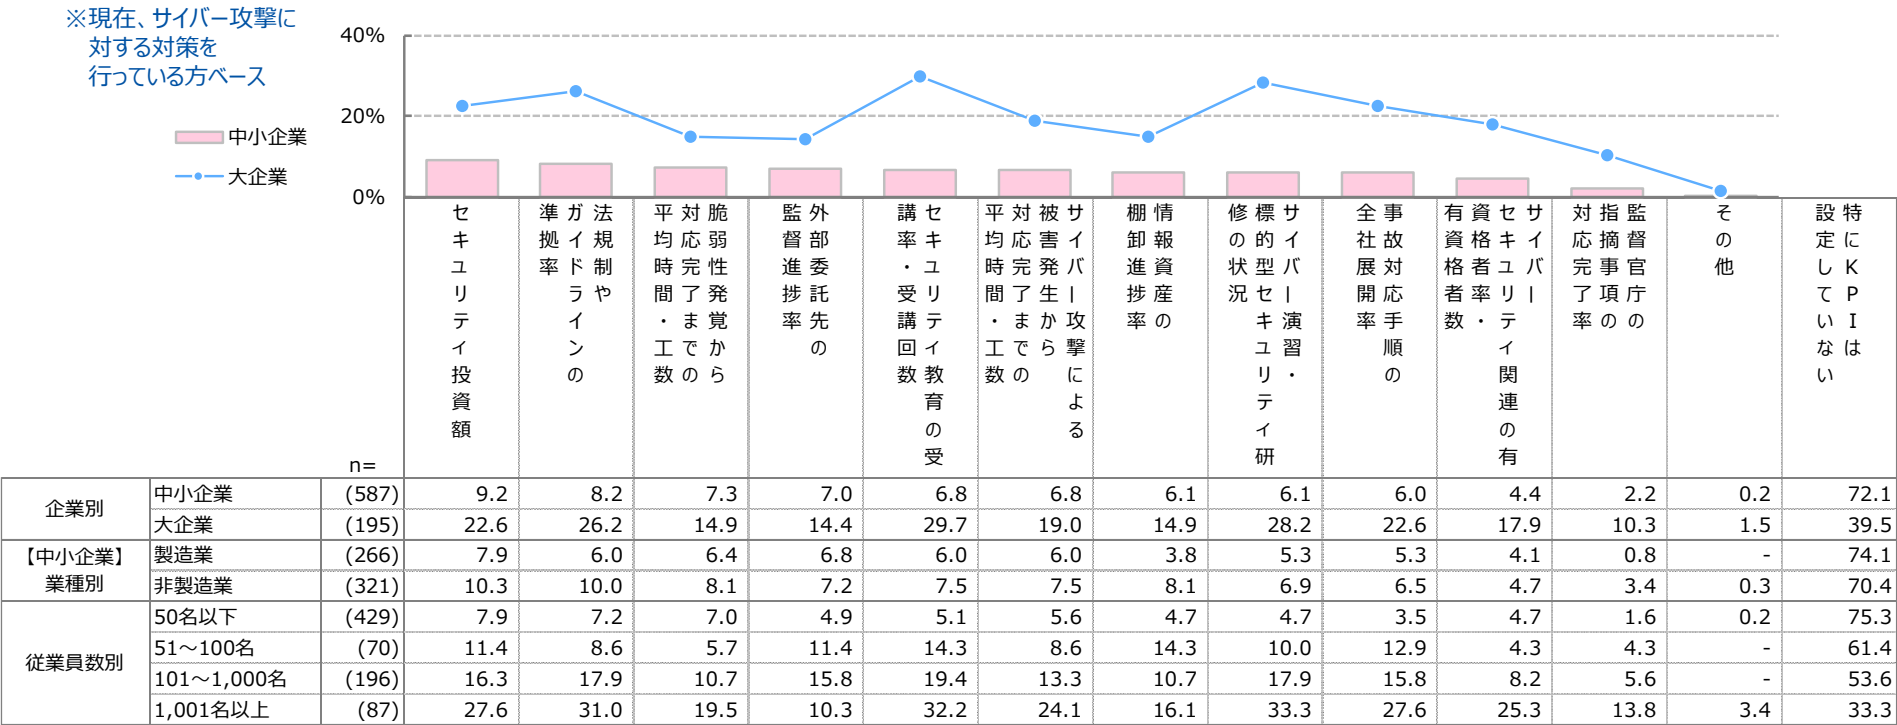 ※現在、サイバー攻撃に
対する対策を
行っている方ベース
中小企業
大企業
40%
20%
0%
セキュリティ投資額
法規制や
ガイドラインの
準拠率
脆弱性発覚から
対応完了までの
平均時間・工数
外部委託先の
監督進捗率
セキュリティ教育の受
講率・受講回数
サイバー攻撃による
被害発生から
対応完了までの
平均時間・工数
情報資産の
棚卸進捗率
サイバー演習・
標的型セキュリティ研
修の状況
事故対応手順の
全社展開率
サイバー
セキュリティ関連の有
資格者率・
有資格者数
監督官庁の
指摘事項の
対応完了率
その他
特にKPIは
設定していない
n=
企業別
中小企業 (587) 9.2 8.2 7.3 7.0 6.8 6.8 6.1 6.1 6.0 4.4 2.2 0.2 72.1
大企業 (195) 22.6 26.2 14.9 14.4 29.7 19.0 14.9 28.2 22.6 17.9 10.3 1.5 39.5
【中小企業】
業種別
製造業 (266) 7.9 6.0 6.4 6.8 6.0 6.0 3.8 5.3 5.3 4.1 0.8 - 74.1
非製造業 (321) 10.3 10.0 8.1 7.2 7.5 7.5 8.1 6.9 6.5 4.7 3.4 0.3 70.4
従業員数別
50名以下 (429) 7.9 7.2 7.0 4.9 5.1 5.6 4.7 4.7 3.5 4.7 1.6 0.2 75.3
51～100名 (70) 11.4 8.6 5.7 11.4 14.3 8.6 14.3 10.0 12.9 4.3 4.3 - 61.4
101～1,000名 (196) 16.3 17.9 10.7 15.8 19.4 13.3 10.7 17.9 15.8 8.2 5.6 - 53.6
1,001名以上 (87) 27.6 31.0 19.5 10.3 32.2 24.1 16.1 33.3 27.6 25.3 13.8 3.4 33.3